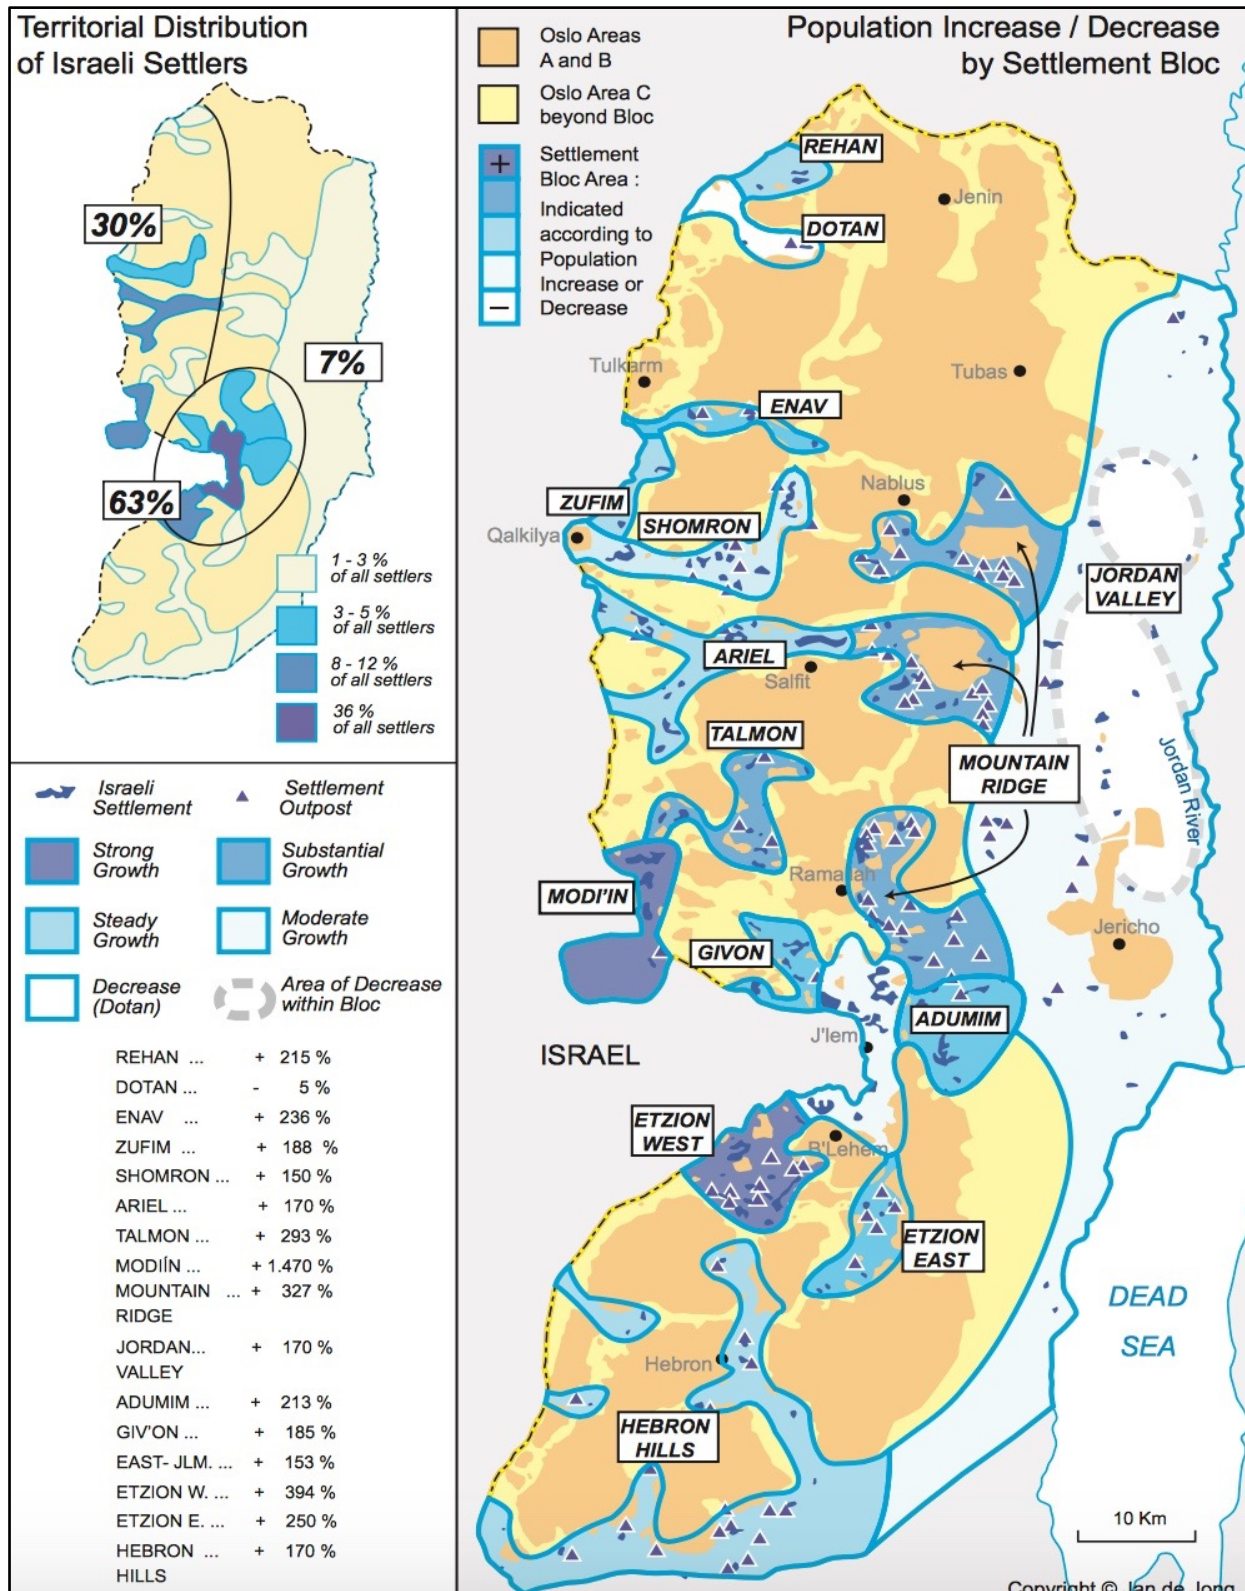 Territorial Distribution
of Israeli Settlers
30%
7%
63%
1 - 3 %
of all settlers
3 - 5 %
of all settlers
8 - 12 %
of all settlers
36 %
of all settlers
Israeli
Settlement
Settlement
Outpost
Strong
Growth
Substantial
Growth
Steady
Growth
Moderate
Growth
Decrease
(Dotan)
Area of Decrease
within Bloc
REHAN ... + 215 %
DOTAN ... - 5 %
ENAV ... + 236 %
ZUFIM ... + 188 %
SHOMRON ... + 150 %
ARIEL ... + 170 %
TALMON ... + 293 %
MODIÍN ... + 1.470 %
MOUNTAIN ... + 327 %
RIDGE
JORDAN... + 170 %
VALLEY
ADUMIM ... + 213 %
GIV'ON ... + 185 %
EAST- JLM. ... + 153 %
ETZION W. ... + 394 %
ETZION E. ... + 250 %
HEBRON ... + 170 %
HILLS
Population Increase / Decrease
by Settlement Bloc
Oslo Areas
A and B
Oslo Area C
beyond Bloc
+
Settlement
Bloc Area :
Indicated
according to
Population
Increase or
Decrease
−
REHAN
Jenin
DOTAN
Tulkarm
Tubas
ENAV
Nablus
ZUFIM
SHOMRON
Qalkilya
JORDAN
VALLEY
ARIEL
Salfit
TALMON
MOUNTAIN
RIDGE
Jordan River
Ramallah
MODI'IN
Jericho
GIVON
ADUMIM
J'lem
ISRAEL
ETZION
WEST
B'Lehem
ETZION
EAST
DEAD
SEA
Hebron
HEBRON
HILLS
10 Km
Copyright © Jan de Jong